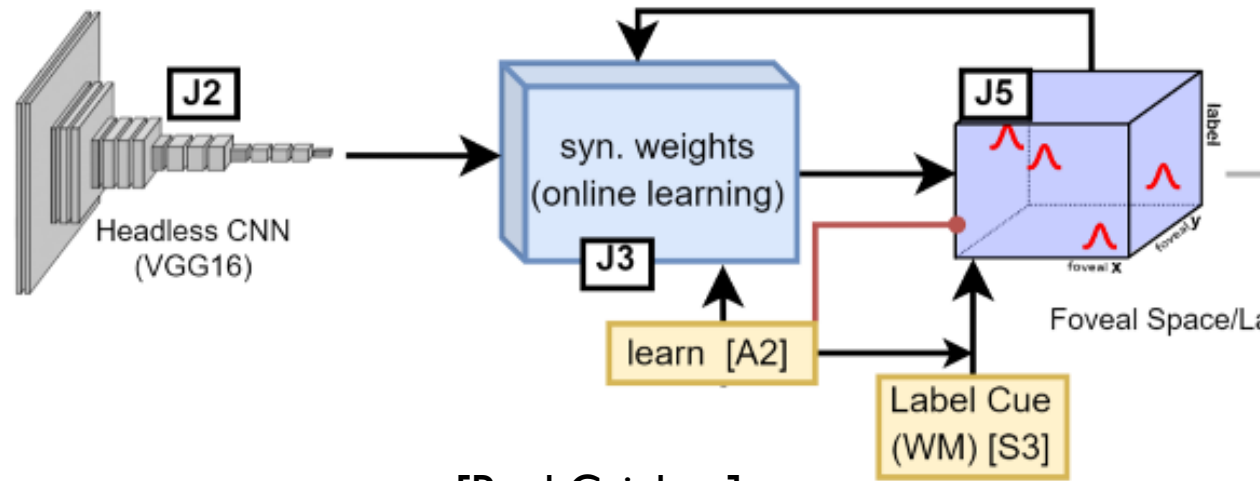 J2
J5
label
syn. weights
(online learning)
Headless CNN
(VGG16)
J3
foveal y
foveal x
Foveal Space/La
learn [A2]
Label Cue
(WM) [S3]